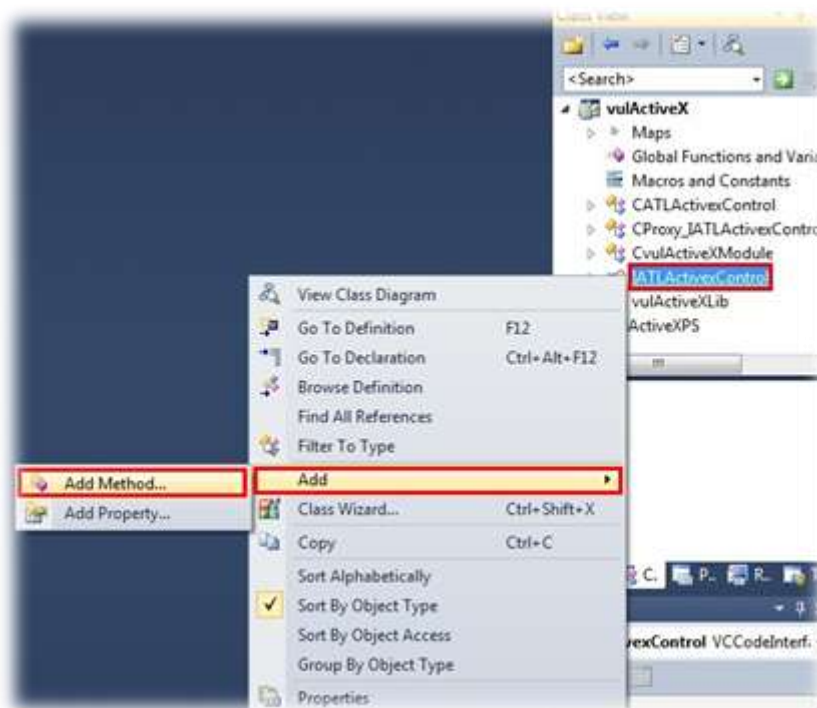 Class View
<Search>
vulActiveX
Maps
Global Functions and Vari
Macros and Constants
CATLActivexControl
CProxy_IATLActivexContro
CvulActiveXModule
IATLActivexControl
vulActiveXLib
ActiveXPS
View Class Diagram
Go To Definition F12
Go To Declaration Ctrl+Alt+F12
Browse Definition
Find All References
Filter To Type
Add
Add Method...
Add Property...
Class Wizard... Ctrl+Shift+X
Copy Ctrl+C
Sort Alphabetically
Sort By Object Type
Sort By Object Access
Group By Object Type
Properties
C. P.. R..
vexControl VCCodeInterf.